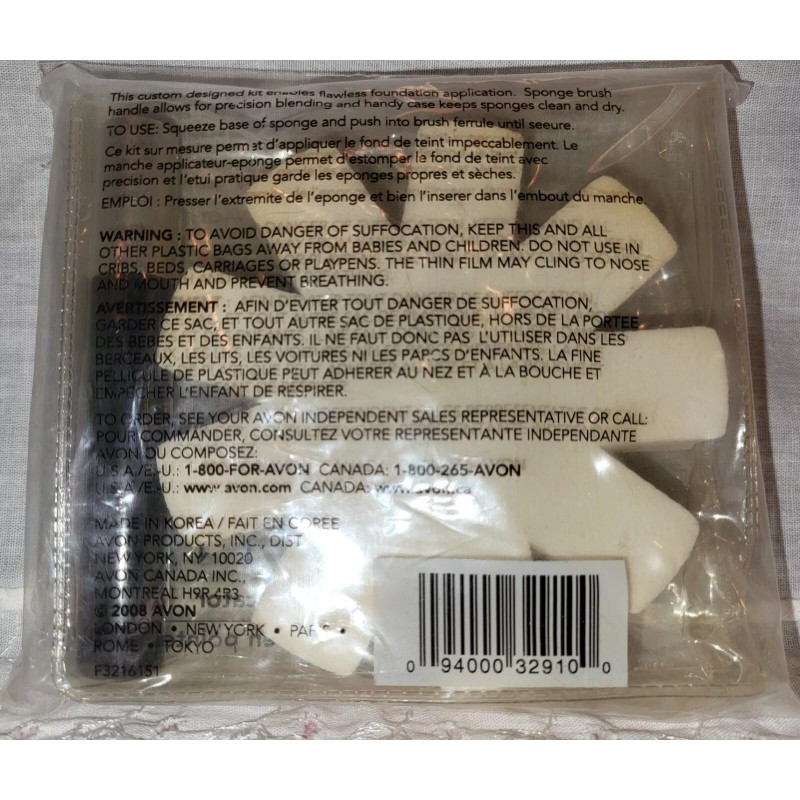 This custom designed kit enables flawless foundation application. Sponge brush
handle allows for precision blending and handy case keeps sponges clean and dry.
TO USE: Squeeze base of sponge and push into brush ferrule until seeure.
Ce kit sur mesure permet d'appliquer le fond de teint impeccablement. Le
manche applicateur-eponge permet d'estomper le fond de teint avec
precision et l'etui pratique garde les eponges propres et sèches.
EMPLOI : Presser l'extremite de l'eponge et bien l'inserer dans l'embout du manche.
WARNING : TO AVOID DANGER OF SUFFOCATION, KEEP THIS AND ALL
OTHER PLASTIC BAGS AWAY FROM BABIES AND CHILDREN. DO NOT USE IN
CRIBS, BEDS, CARRIAGES OR PLAYPENS. THE THIN FILM MAY CLING TO NOSE
AND MOUTH AND PREVENT BREATHING.
AVERTISSEMENT : AFIN D'EVITER TOUT DANGER DE SUFFOCATION,
GARDER CE SAC, ET TOUT AUTRE SAC DE PLASTIQUE, HORS DE LA PORTEE
DES BEBES ET DES ENFANTS. IL NE FAUT DONC PAS L'UTILISER DANS LES
BERCEAUX, LES LITS, LES VOITURES NI LES PARCS D'ENFANTS. LA FINE
PELLICULE DE PLASTIQUE PEUT ADHERER AU NEZ ET À LA BOUCHE ET
EMPECHER L'ENFANT DE RESPIRER.
TO ORDER, SEE YOUR AVON INDEPENDENT SALES REPRESENTATIVE OR CALL:
POUR COMMANDER, CONSULTEZ VOTRE REPRESENTANTE INDEPENDANTE
AVON OU COMPOSEZ:
U.S.A./E.-U.: 1-800-FOR-AVON CANADA: 1-800-265-AVON
U.S.A./E.-U.: www.avon.com CANADA: www.avon.ca
MADE IN KOREA / FAIT EN COREE
AVON PRODUCTS, INC., DIST
NEW YORK, NY 10020
AVON CANADA INC.,
MONTREAL H9R 4R3
© 2008 AVON
LONDON • NEW YORK • PARIS •
ROME • TOKYO
F3216151
0 94000 32910 0